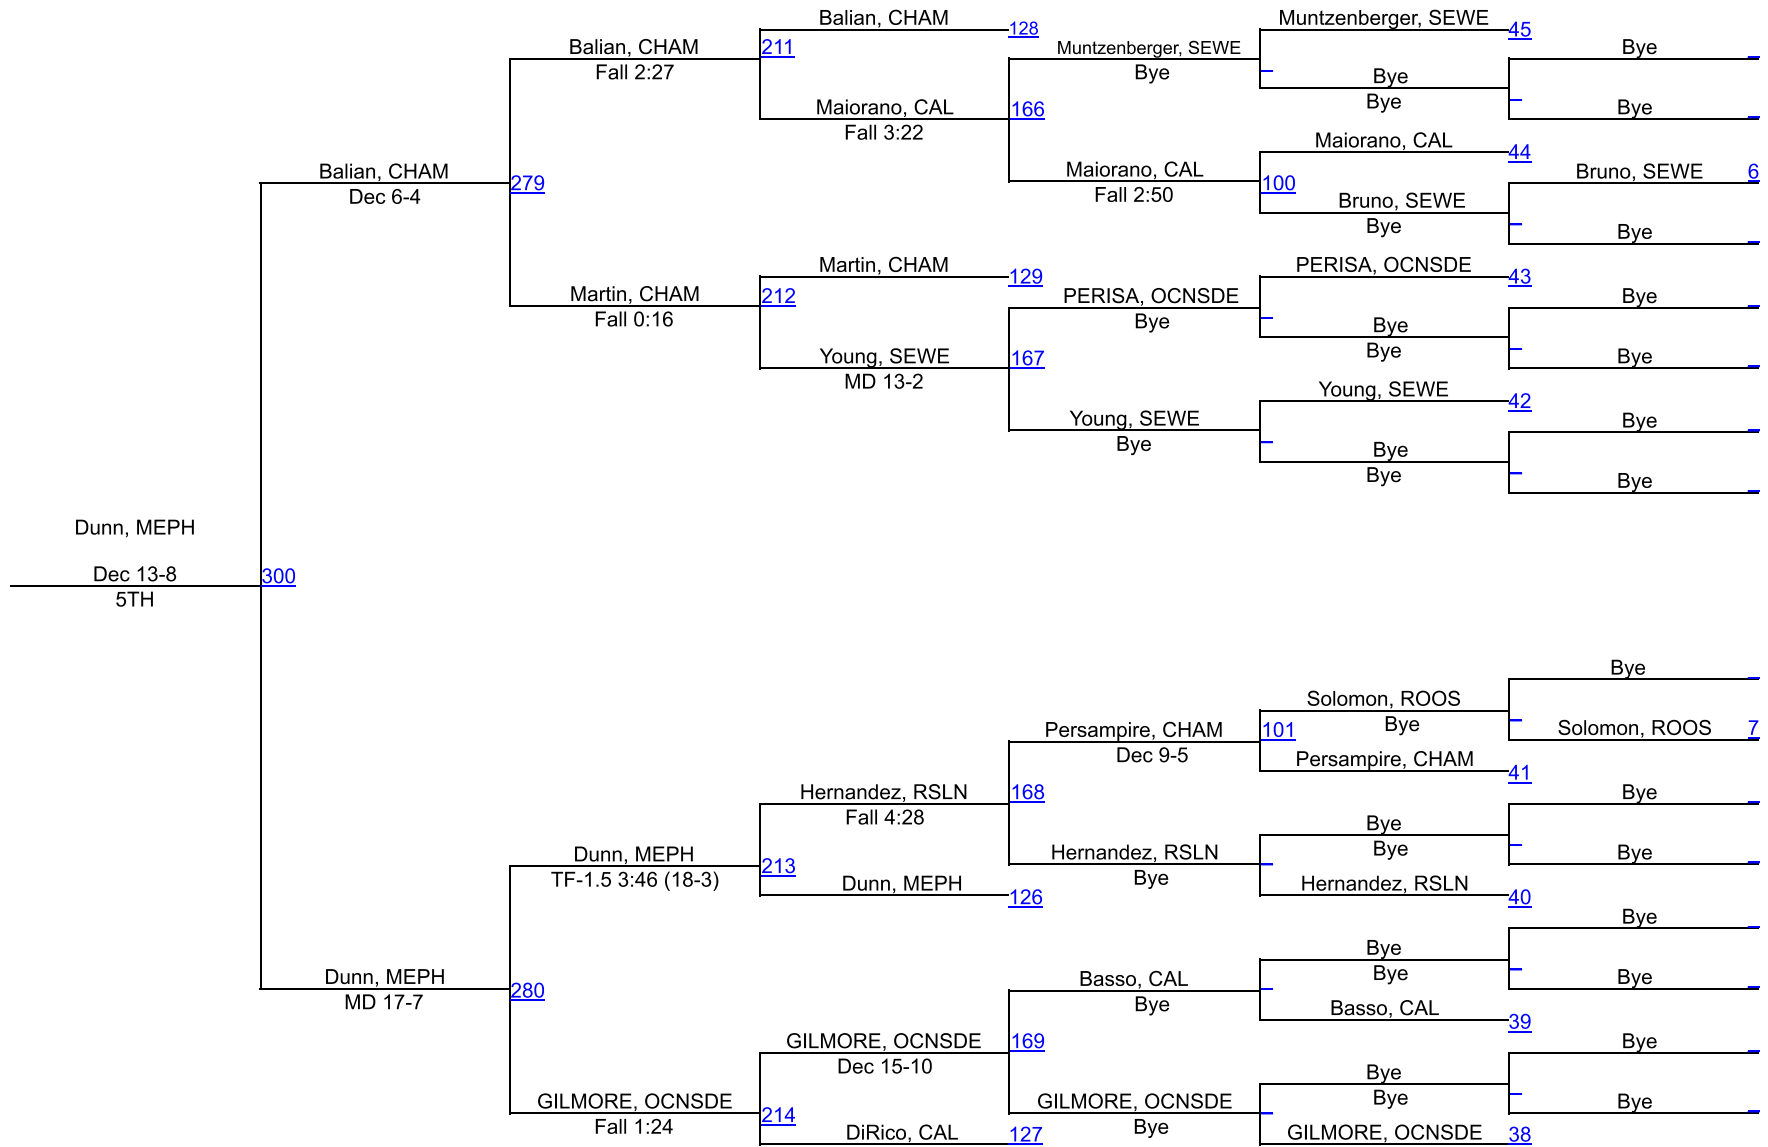 Balian, CHAM
128
Muntzenberger, SEWE
45
Balian, CHAM
211
Muntzenberger, SEWE
Bye
Fall 2:27
Bye
Bye
Bye
Maiorano, CAL
166
Bye
Fall 3:22
Maiorano, CAL
44
Balian, CHAM
279
Maiorano, CAL
100
Bruno, SEWE
6
Dec 6-4
Fall 2:50
Bruno, SEWE
Bye
Bye
Martin, CHAM
129
PERISA, OCNSDE
43
Martin, CHAM
212
PERISA, OCNSDE
Bye
Fall 0:16
Bye
Bye
Bye
Young, SEWE
167
Bye
MD 13-2
Young, SEWE
42
Young, SEWE
Bye
Bye
Bye
Bye
Bye
Dunn, MEPH
Dec 13-8
300
5TH
Bye
Solomon, ROOS
Persampire, CHAM
101
Bye
Solomon, ROOS
7
Dec 9-5
Persampire, CHAM
41
Hernandez, RSLN
168
Bye
Fall 4:28
Bye
Dunn, MEPH
213
Hernandez, RSLN
Bye
Bye
TF-1.5 3:46 (18-3)
Bye
Dunn, MEPH
126
Hernandez, RSLN
40
Bye
Bye
Dunn, MEPH
280
Basso, CAL
Bye
Bye
MD 17-7
Bye
Basso, CAL
39
GILMORE, OCNSDE
169
Bye
Dec 15-10
Bye
GILMORE, OCNSDE
214
GILMORE, OCNSDE
Bye
Bye
Fall 1:24
DiRico, CAL
127
Bye
GILMORE, OCNSDE
38